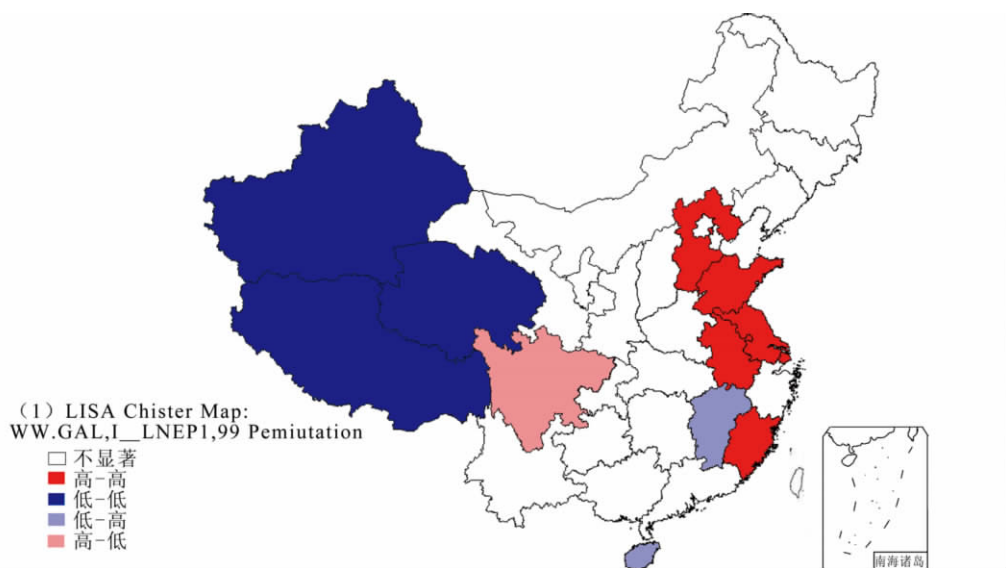 （1）LISA Chister Map:
WW.GAL,I__LNEP1,99 Pemiutation
不显著
高-高
低-低
低-高
高-低
南海诸岛